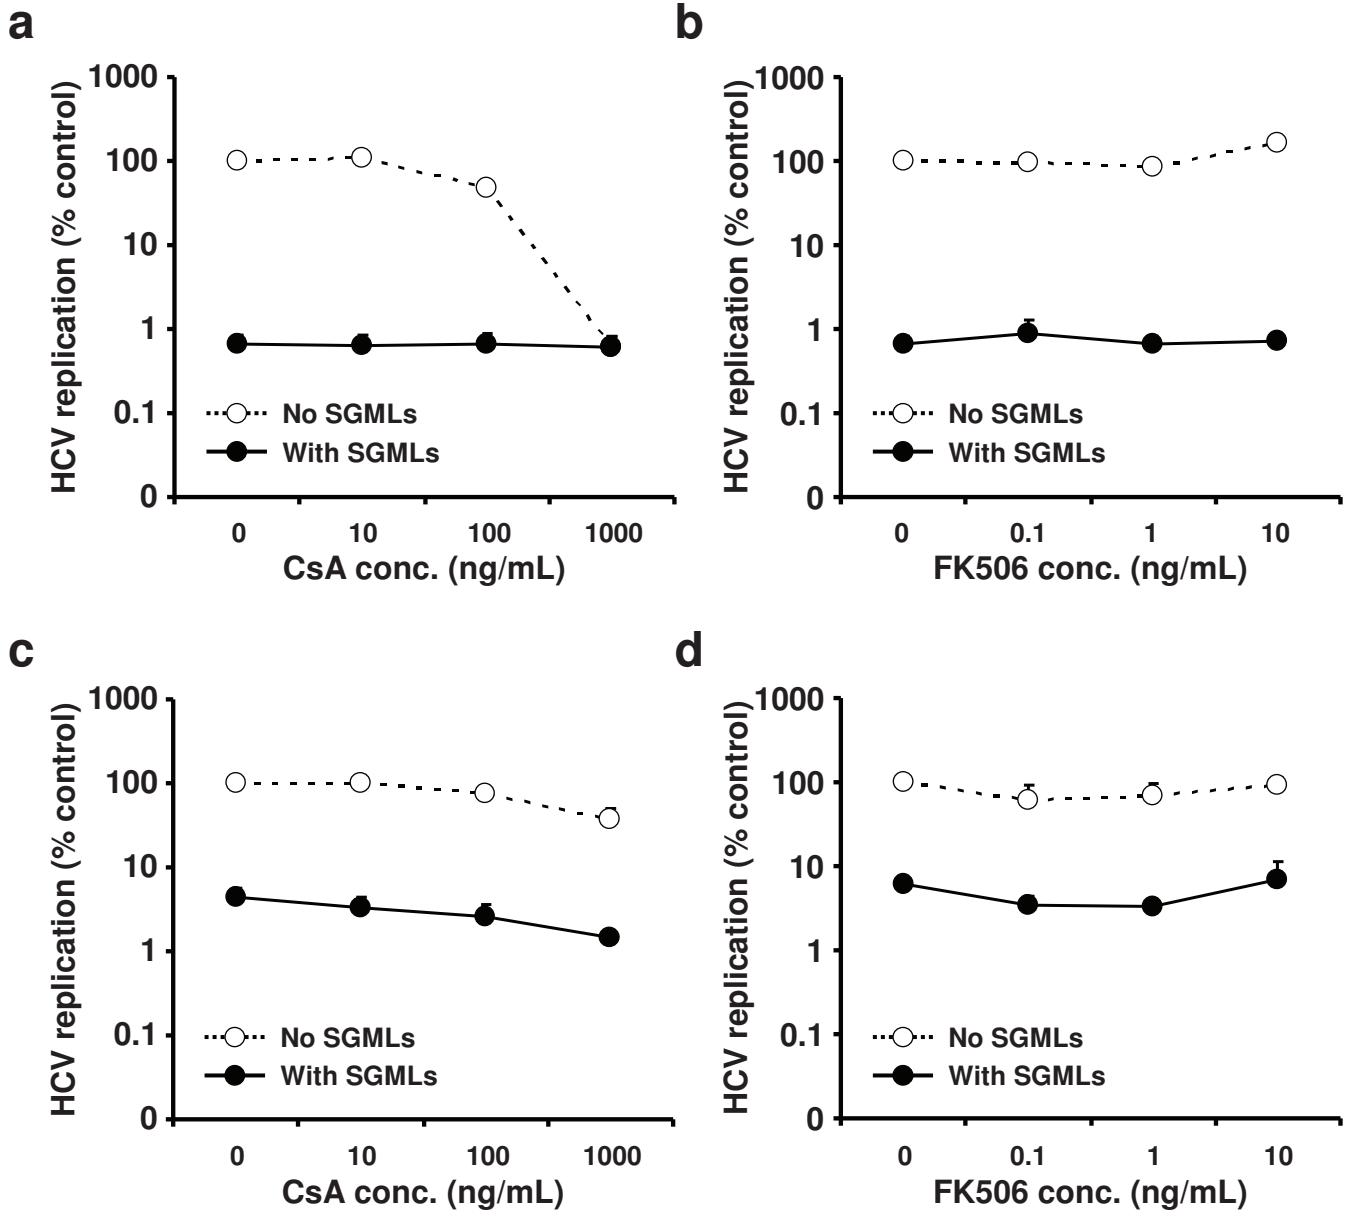 a
HCV replication (% control)
1000
100
10
1
0.1
0
No SGMLs
With SGMLs
0 10 100 1000
CsA conc. (ng/mL)
b
HCV replication (% control)
1000
100
10
1
0.1
0
No SGMLs
With SGMLs
0 0.1 1 10
FK506 conc. (ng/mL)
c
HCV replication (% control)
1000
100
10
1
0.1
0
No SGMLs
With SGMLs
0 10 100 1000
CsA conc. (ng/mL)
d
HCV replication (% control)
1000
100
10
1
0.1
0
No SGMLs
With SGMLs
0 0.1 1 10
FK506 conc. (ng/mL)